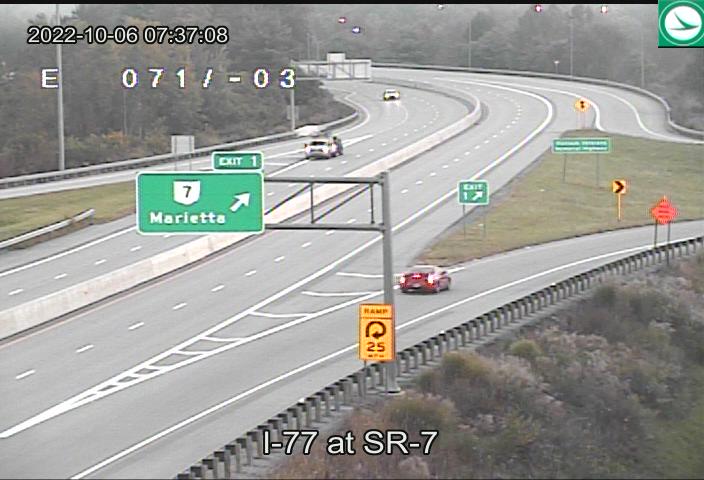 2022-10-06 07:37:08
E 071/-03
EXIT 1
7
Marietta
EXIT
1
RAMP
25
MPH
I-77 at SR-7